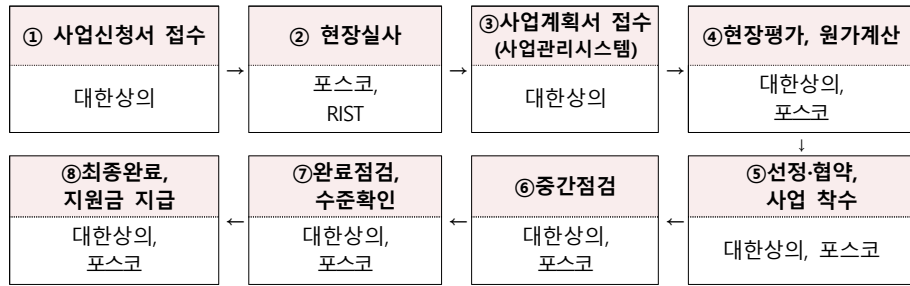 ① 사업신청서 접수
대한상의
→
② 현장실사
포스코,
RIST
→
③사업계획서 접수
(사업관리시스템)
대한상의
→
④현장평가, 원가계산
대한상의,
포스코
↓
⑤선정·협약,
사업 착수
대한상의, 포스코
←
⑥중간점검
대한상의,
포스코
←
⑦완료점검,
수준확인
대한상의,
포스코
←
⑧최종완료,
지원금 지급
대한상의,
포스코